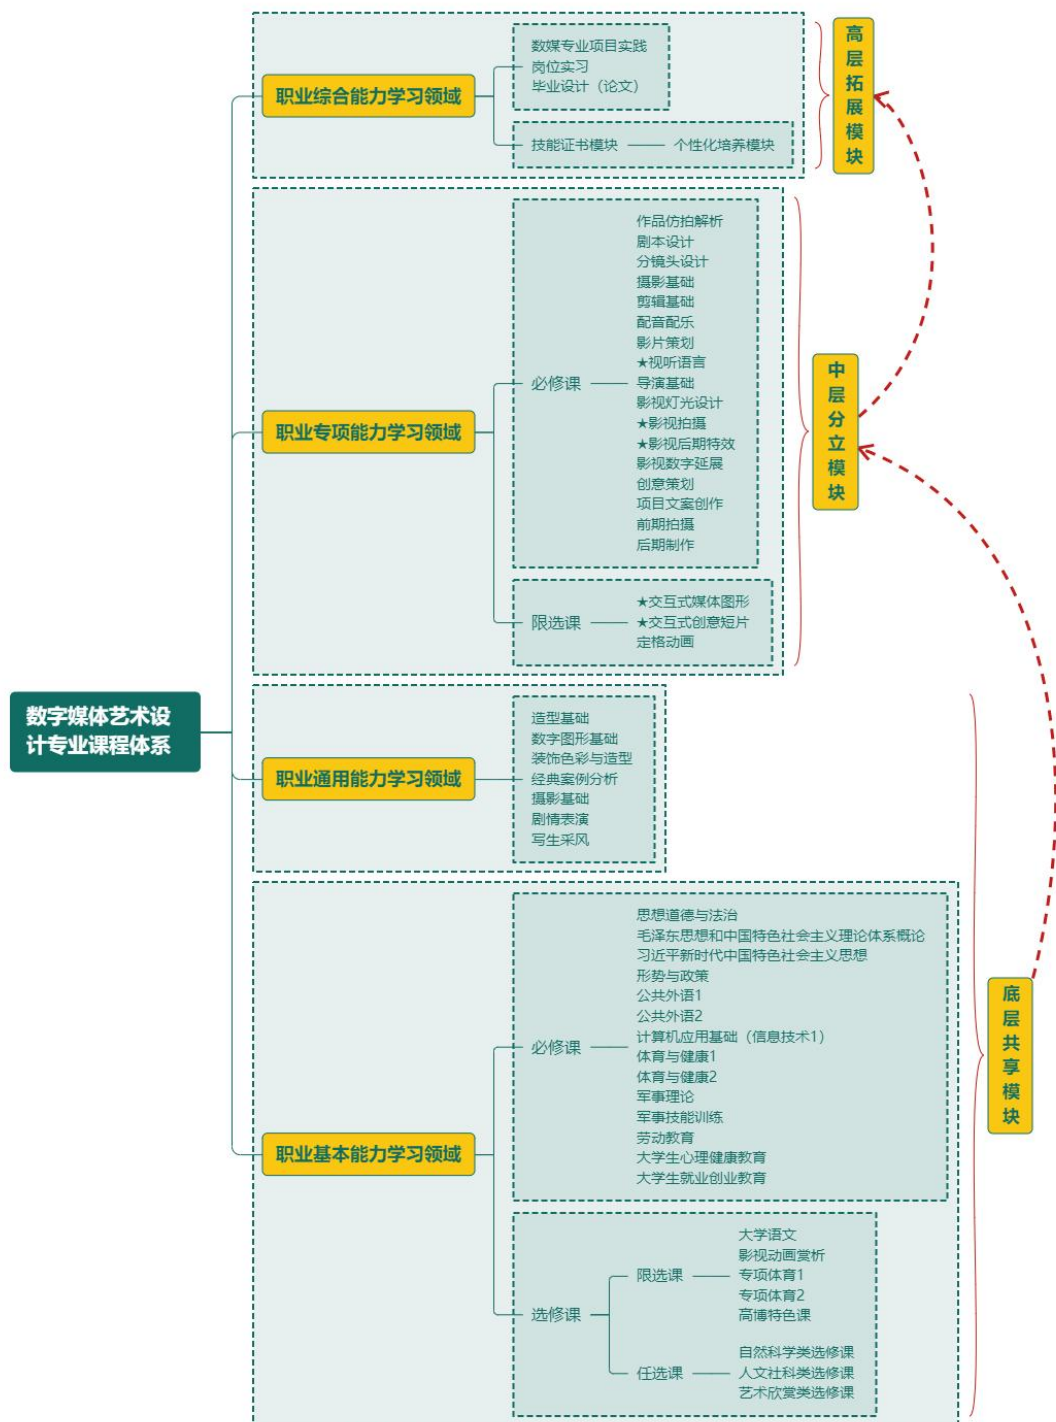 数字媒体艺术设
计专业课程体系
职业综合能力学习领域
数媒专业项目实践
岗位实习
毕业设计（论文）
技能证书模块
个性化培养模块
高层拓展模块
职业专项能力学习领域
必修课
作品仿拍解析
剧本设计
分镜头设计
摄影基础
剪辑基础
配音配乐
影片策划
★视听语言
导演基础
影视灯光设计
★影视拍摄
★影视后期特效
影视数字延展
创意策划
项目文案创作
前期拍摄
后期制作
限选课
★交互式媒体图形
★交互式创意短片
定格动画
中层分立模块
职业通用能力学习领域
造型基础
数字图形基础
装饰色彩与造型
经典案例分析
摄影基础
剧情表演
写生采风
职业基本能力学习领域
必修课
思想道德与法治
毛泽东思想和中国特色社会主义理论体系概论
习近平新时代中国特色社会主义思想
形势与政策
公共外语1
公共外语2
计算机应用基础（信息技术1）
体育与健康1
体育与健康2
军事理论
军事技能训练
劳动教育
大学生心理健康教育
大学生就业创业教育
选修课
限选课
大学语文
影视动画赏析
专项体育1
专项体育2
高博特色课
任选课
自然科学类选修课
人文社科类选修课
艺术欣赏类选修课
底层共享模块